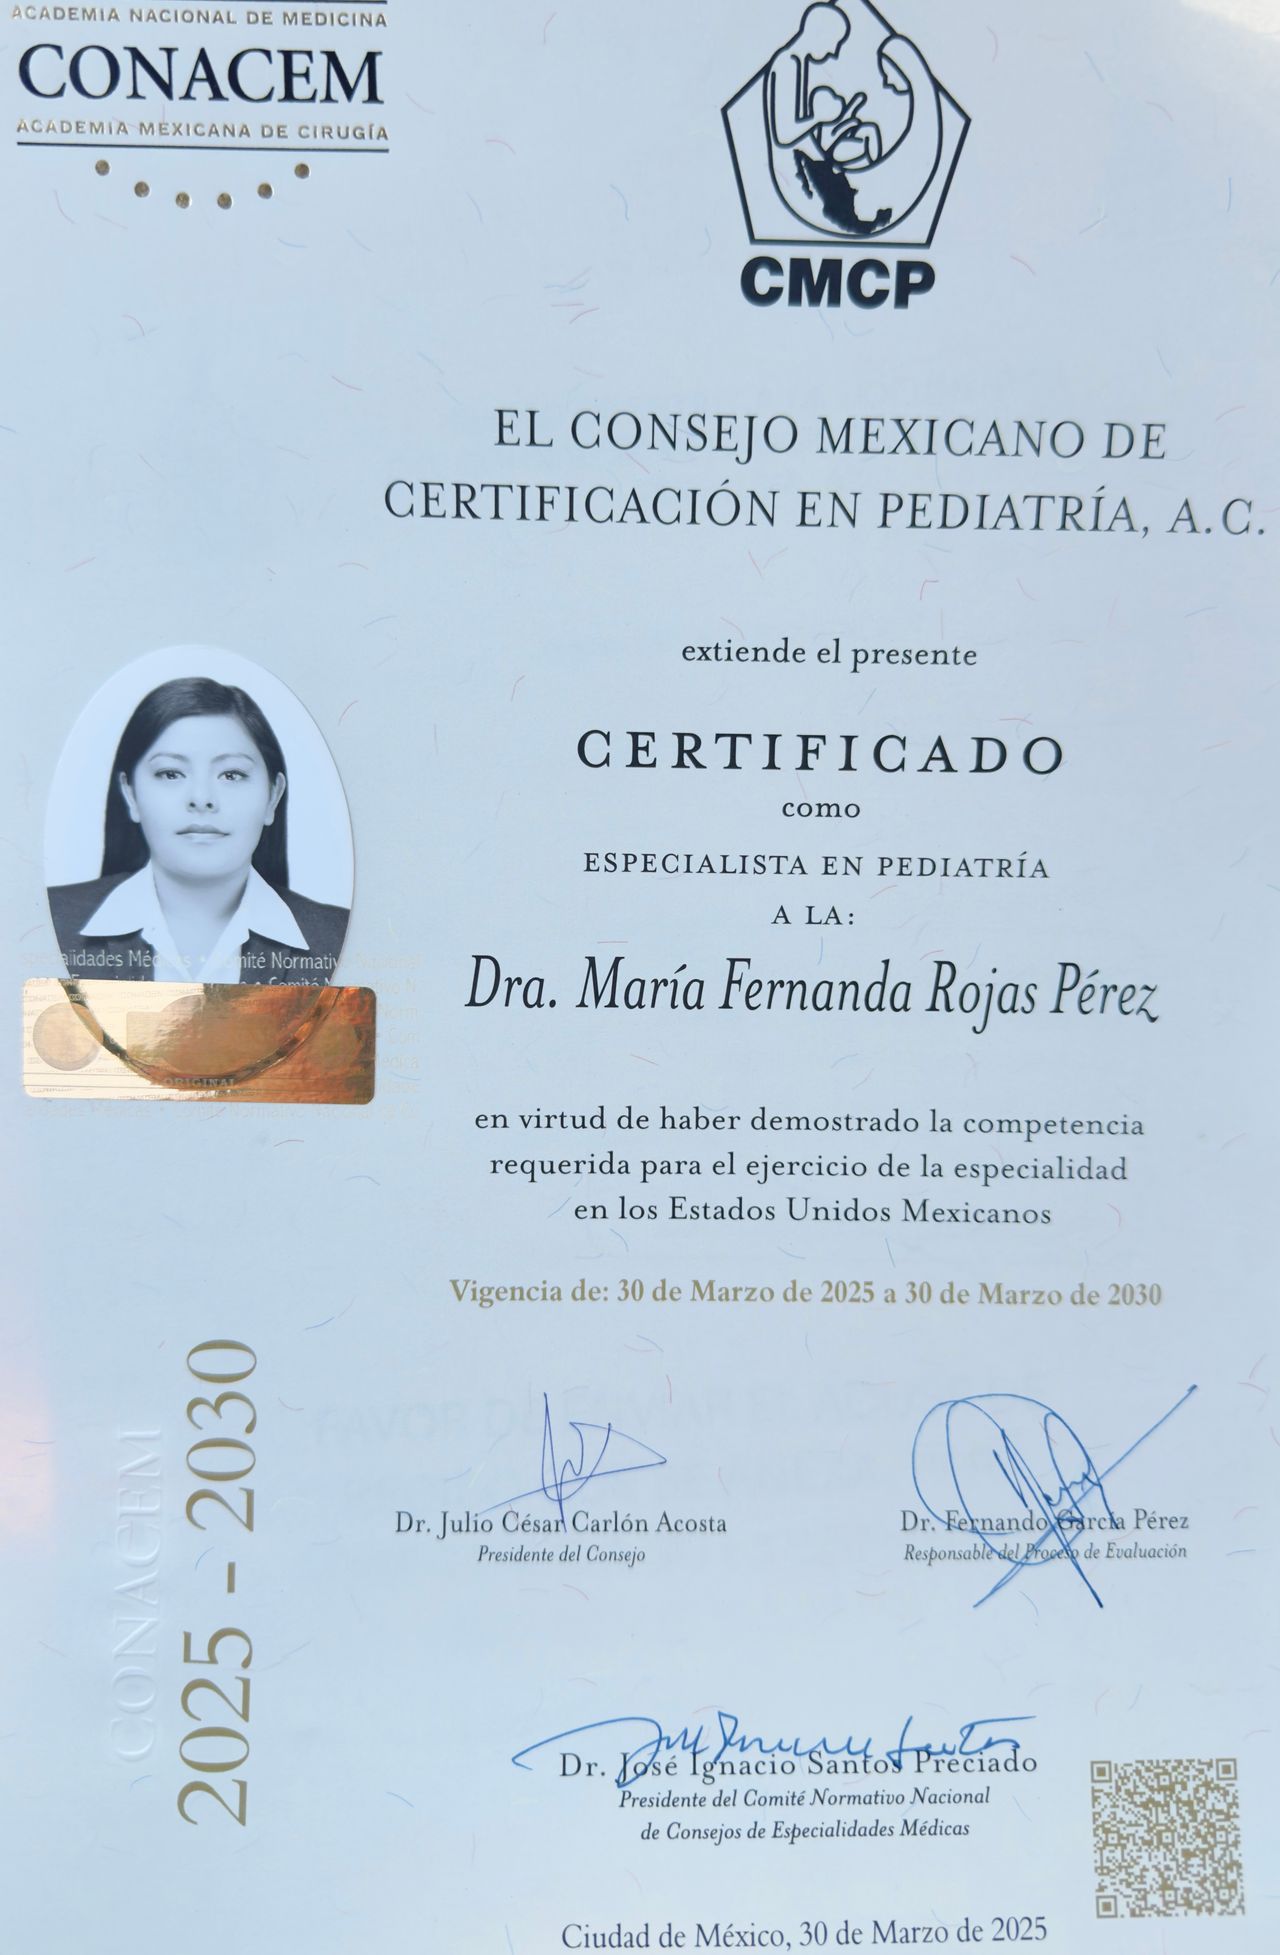 ACADEMIA NACIONAL DE MEDICINA
CONACEM
ACADEMIA MEXICANA DE CIRUGÍA
CMCP
EL CONSEJO MEXICANO DE
CERTIFICACIÓN EN PEDIATRÍA, A.C.
extiende el presente
CERTIFICADO
como
ESPECIALISTA EN PEDIATRÍA
A LA:
Dra. María Fernanda Rojas Pérez
ORIGINAL
en virtud de haber demostrado la competencia
requerida para el ejercicio de la especialidad
en los Estados Unidos Mexicanos
Vigencia de: 30 de Marzo de 2025 a 30 de Marzo de 2030
CONACEM
2025 - 2030
Dr. Julio César Carlón Acosta
Presidente del Consejo
Dr. Fernando García Pérez
Responsable del Proceso de Evaluación
Dr. José Ignacio Santos Preciado
Presidente del Comité Normativo Nacional
de Consejos de Especialidades Médicas
Ciudad de México, 30 de Marzo de 2025